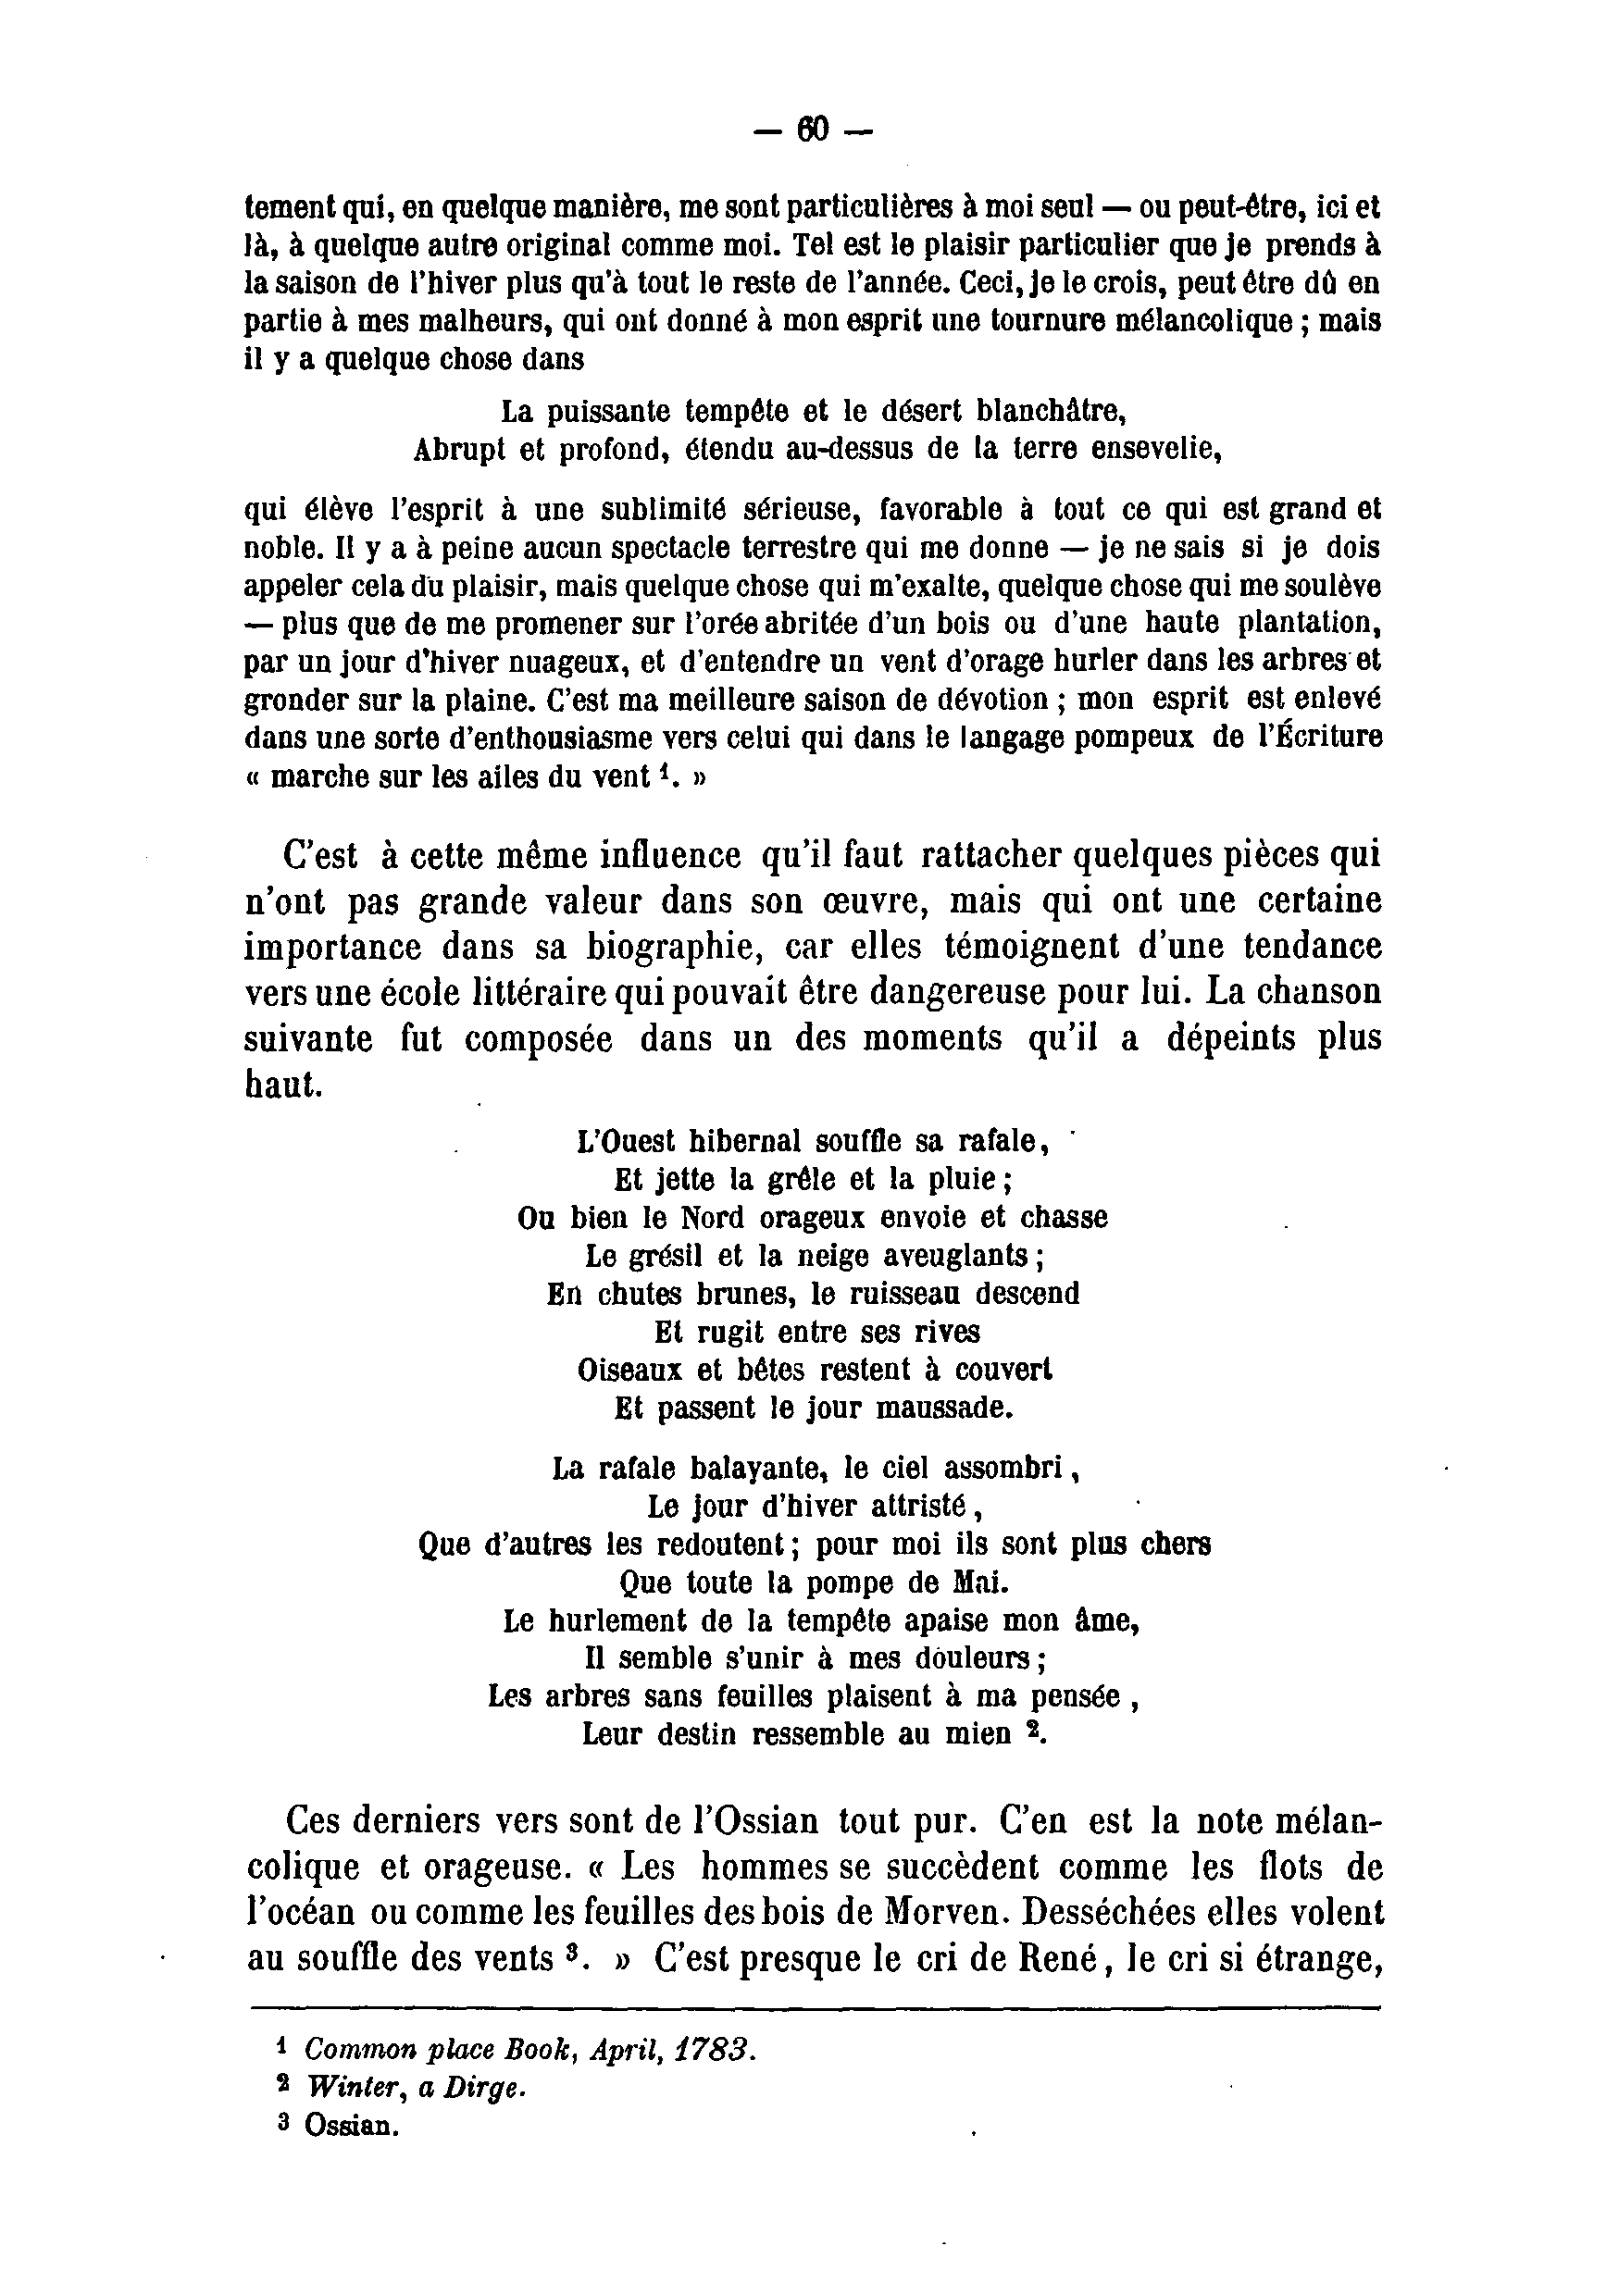 — 60 —
tement qui, en quelque manière, me sont particulières à moi seul — ou peut-être, ici et
là, à quelque autre original comme moi. Tel est le plaisir particulier que je prends à
la saison de l'hiver plus qu'à tout le reste de l'année. Ceci, je le crois, peut être dû en
partie à mes malheurs, qui ont donné à mon esprit une tournure mélancolique ; mais
il y a quelque chose dans
La puissante tempête et le désert blanchâtre,
Abrupt et profond, étendu au-dessus de la terre ensevelie,
qui élève l'esprit à une sublimité sérieuse, favorable à tout ce qui est grand et
noble. Il y a à peine aucun spectacle terrestre qui me donne — je ne sais si je dois
appeler cela du plaisir, mais quelque chose qui m'exalte, quelque chose qui me soulève
— plus que de me promener sur l'orée abritée d'un bois ou d'une haute plantation,
par un jour d'hiver nuageux, et d'entendre un vent d'orage hurler dans les arbres et
gronder sur la plaine. C'est ma meilleure saison de dévotion ; mon esprit est enlevé
dans une sorte d'enthousiasme vers celui qui dans le langage pompeux de l'Écriture
« marche sur les ailes du vent ¹. »
C'est à cette même influence qu'il faut rattacher quelques pièces qui
n'ont pas grande valeur dans son œuvre, mais qui ont une certaine
importance dans sa biographie, car elles témoignent d'une tendance
vers une école littéraire qui pouvait être dangereuse pour lui. La chanson
suivante fut composée dans un des moments qu'il a dépeints plus
haut.
L'Ouest hibernal souffle sa rafale,
Et jette la grêle et la pluie ;
Ou bien le Nord orageux envoie et chasse
Le grésil et la neige aveuglants ;
En chutes brunes, le ruisseau descend
Et rugit entre ses rives
Oiseaux et bêtes restent à couvert
Et passent le jour maussade.
La rafale balayante, le ciel assombri,
Le jour d'hiver attristé,
Que d'autres les redoutent ; pour moi ils sont plus chers
Que toute la pompe de Mai.
Le hurlement de la tempête apaise mon âme,
Il semble s'unir à mes douleurs ;
Les arbres sans feuilles plaisent à ma pensée,
Leur destin ressemble au mien ².
Ces derniers vers sont de l'Ossian tout pur. C'en est la note mélan-
colique et orageuse. « Les hommes se succèdent comme les flots de
l'océan ou comme les feuilles des bois de Morven. Desséchées elles volent
au souffle des vents ³. » C'est presque le cri de René, le cri si étrange,
¹ Common place Book, April, 1783.
² Winter, a Dirge.
³ Ossian.